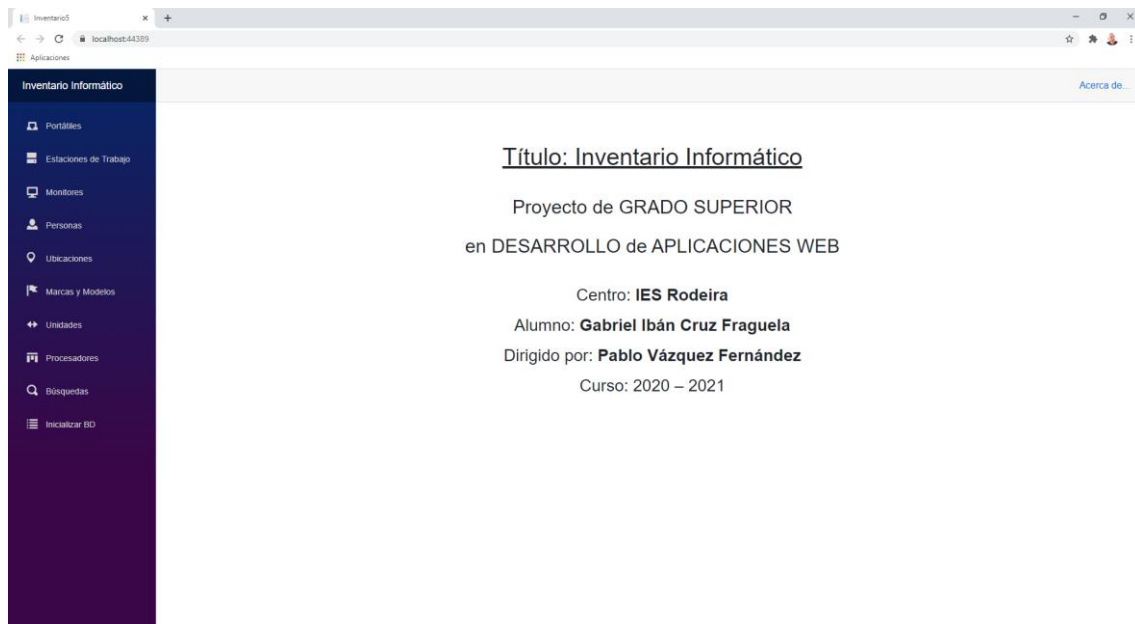 Inventario5
localhost:44389
Aplicaciones
Inventario Informático
Acerca de...
Portátiles
Estaciones de Trabajo
Monitores
Personas
Ubicaciones
Marcas y Modelos
Unidades
Procesadores
Búsquedas
Inicializar BD
Título: Inventario Informático
Proyecto de GRADO SUPERIOR
en DESARROLLO de APLICACIONES WEB
Centro: IES Rodeira
Alumno: Gabriel Ibán Cruz Fraguela
Dirigido por: Pablo Vázquez Fernández
Curso: 2020 – 2021